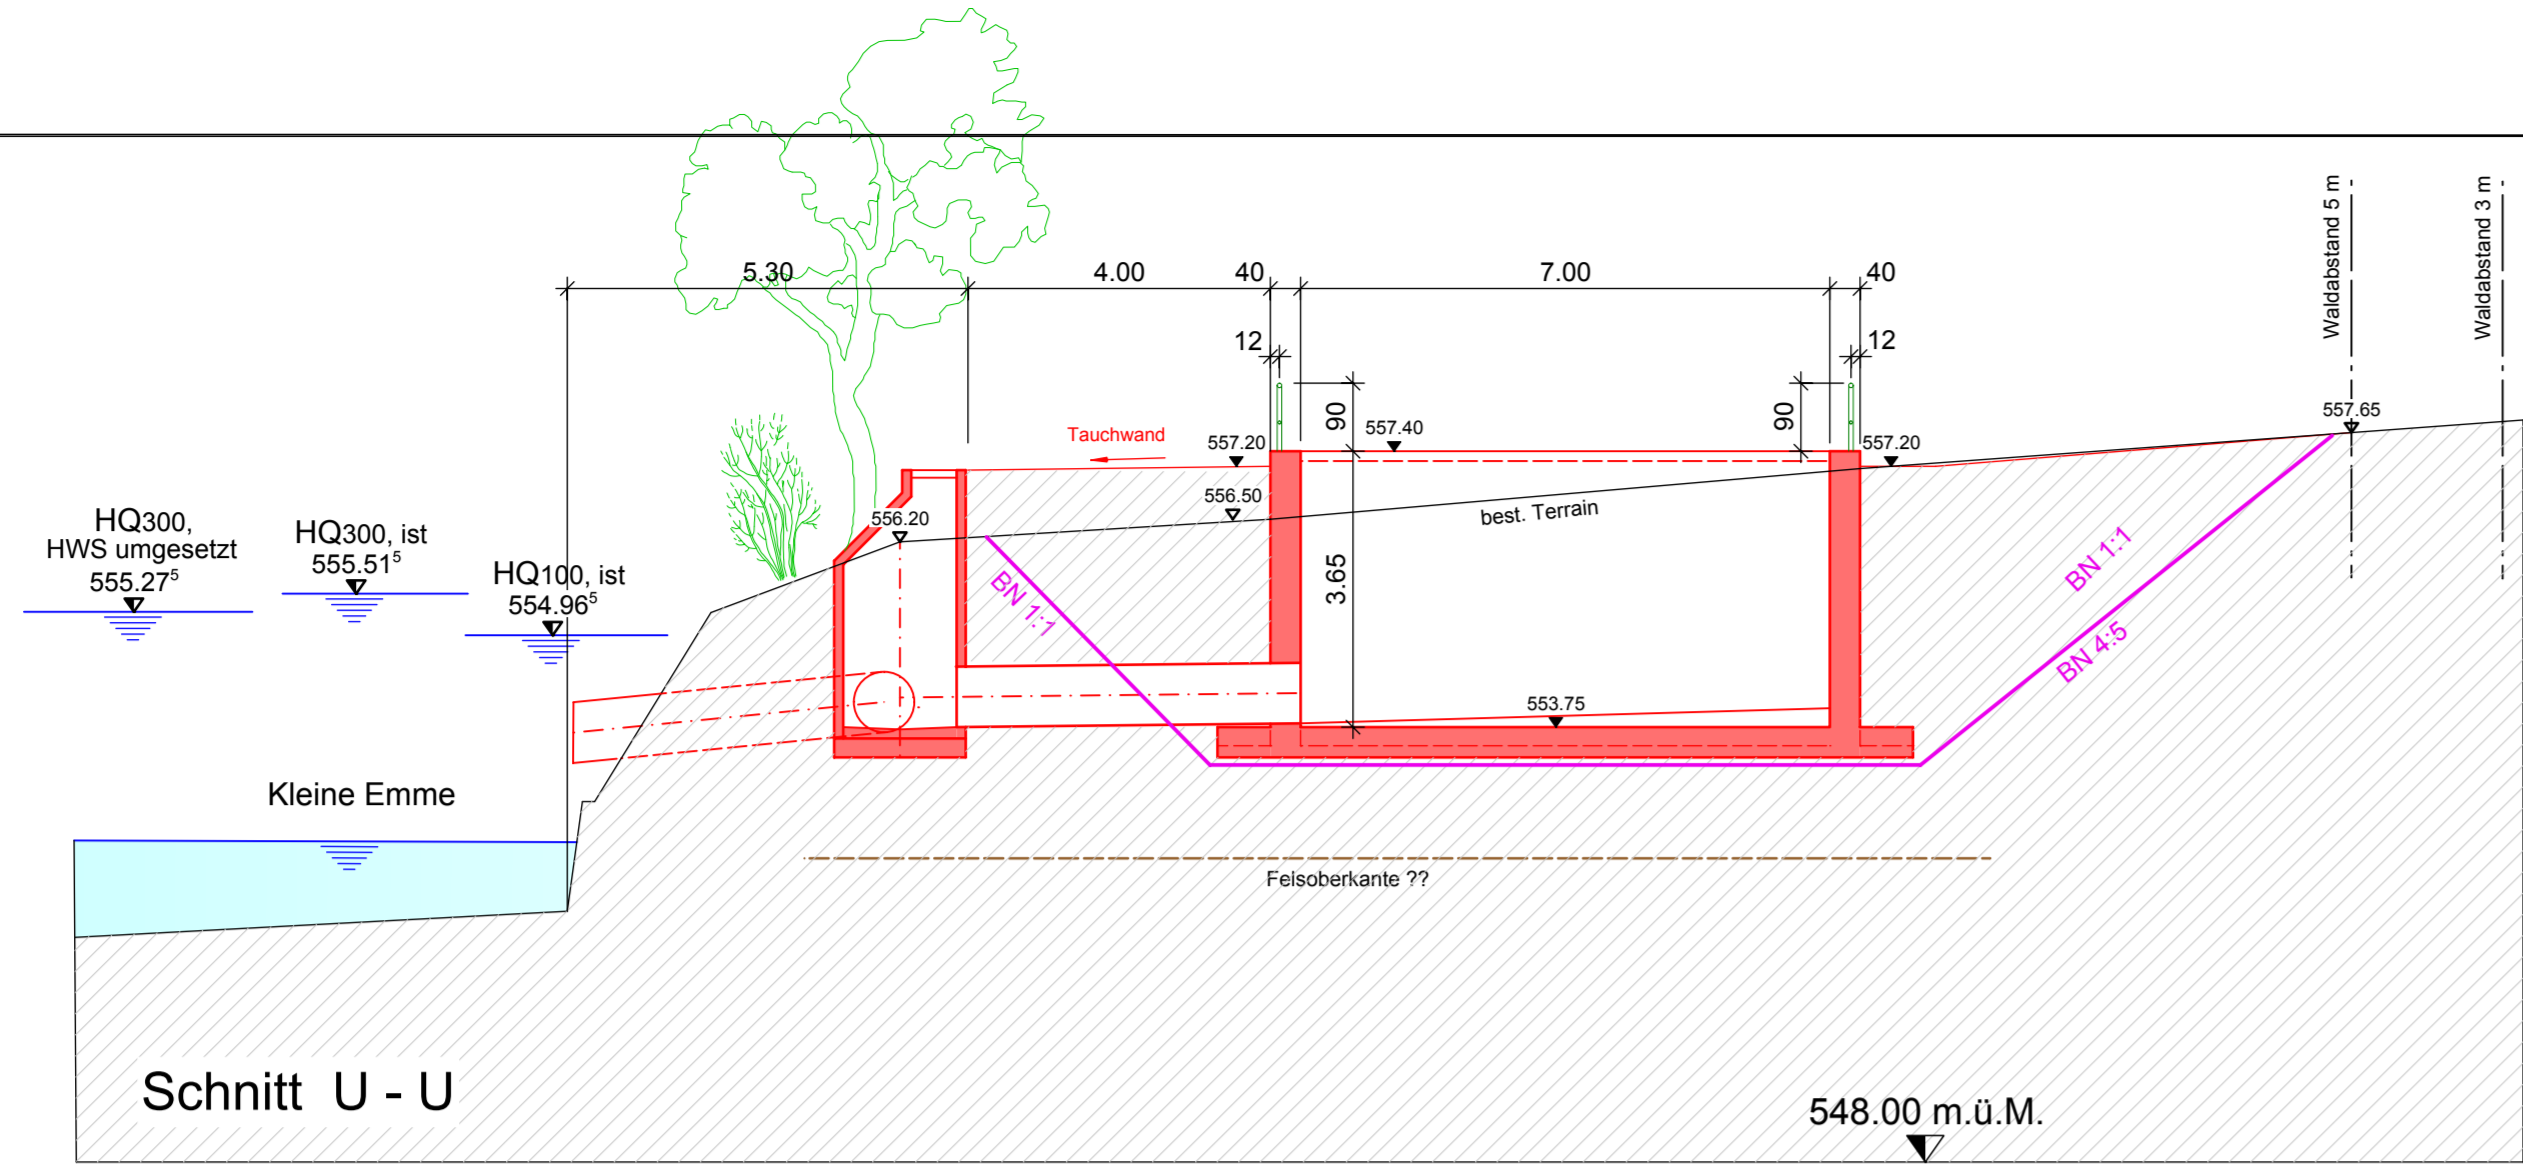 Waldabstand 5 m
Waldabstand 3 m
5.30
4.00
40
7.00
40
12
12
90
90
557.65
Tauchwand
557.20
557.40
557.20
556.50
best. Terrain
556.20
HQ300,
HWS umgesetzt
555.27⁵
HQ300, ist
555.51⁵
HQ100, ist
554.96⁵
BN 1:1
3.65
BN 1:1
BN 4:5
553.75
Kleine Emme
Felsoberkante ??
Schnitt U - U
548.00 m.ü.M.